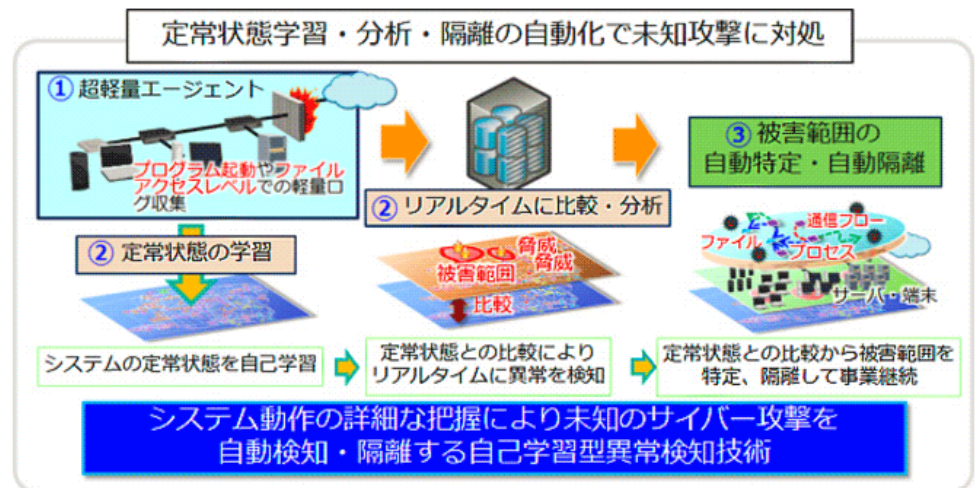 定常状態学習・分析・隔離の自動化で未知攻撃に対処
① 超軽量エージェント
プログラム起動やファイル
アクセスレベルでの軽量ロ
グ収集
② 定常状態の学習
② リアルタイムに比較・分析
③ 被害範囲の
自動特定・自動隔離
脅威
脅威
被害範囲
比較
通信フロー
ファイル
プロセス
サーバ・端末
システムの定常状態を自己学習
定常状態との比較により
リアルタイムに異常を検知
定常状態との比較から被害範囲を
特定、隔離して事業継続
システム動作の詳細な把握により未知のサイバー攻撃を
自動検知・隔離する自己学習型異常検知技術